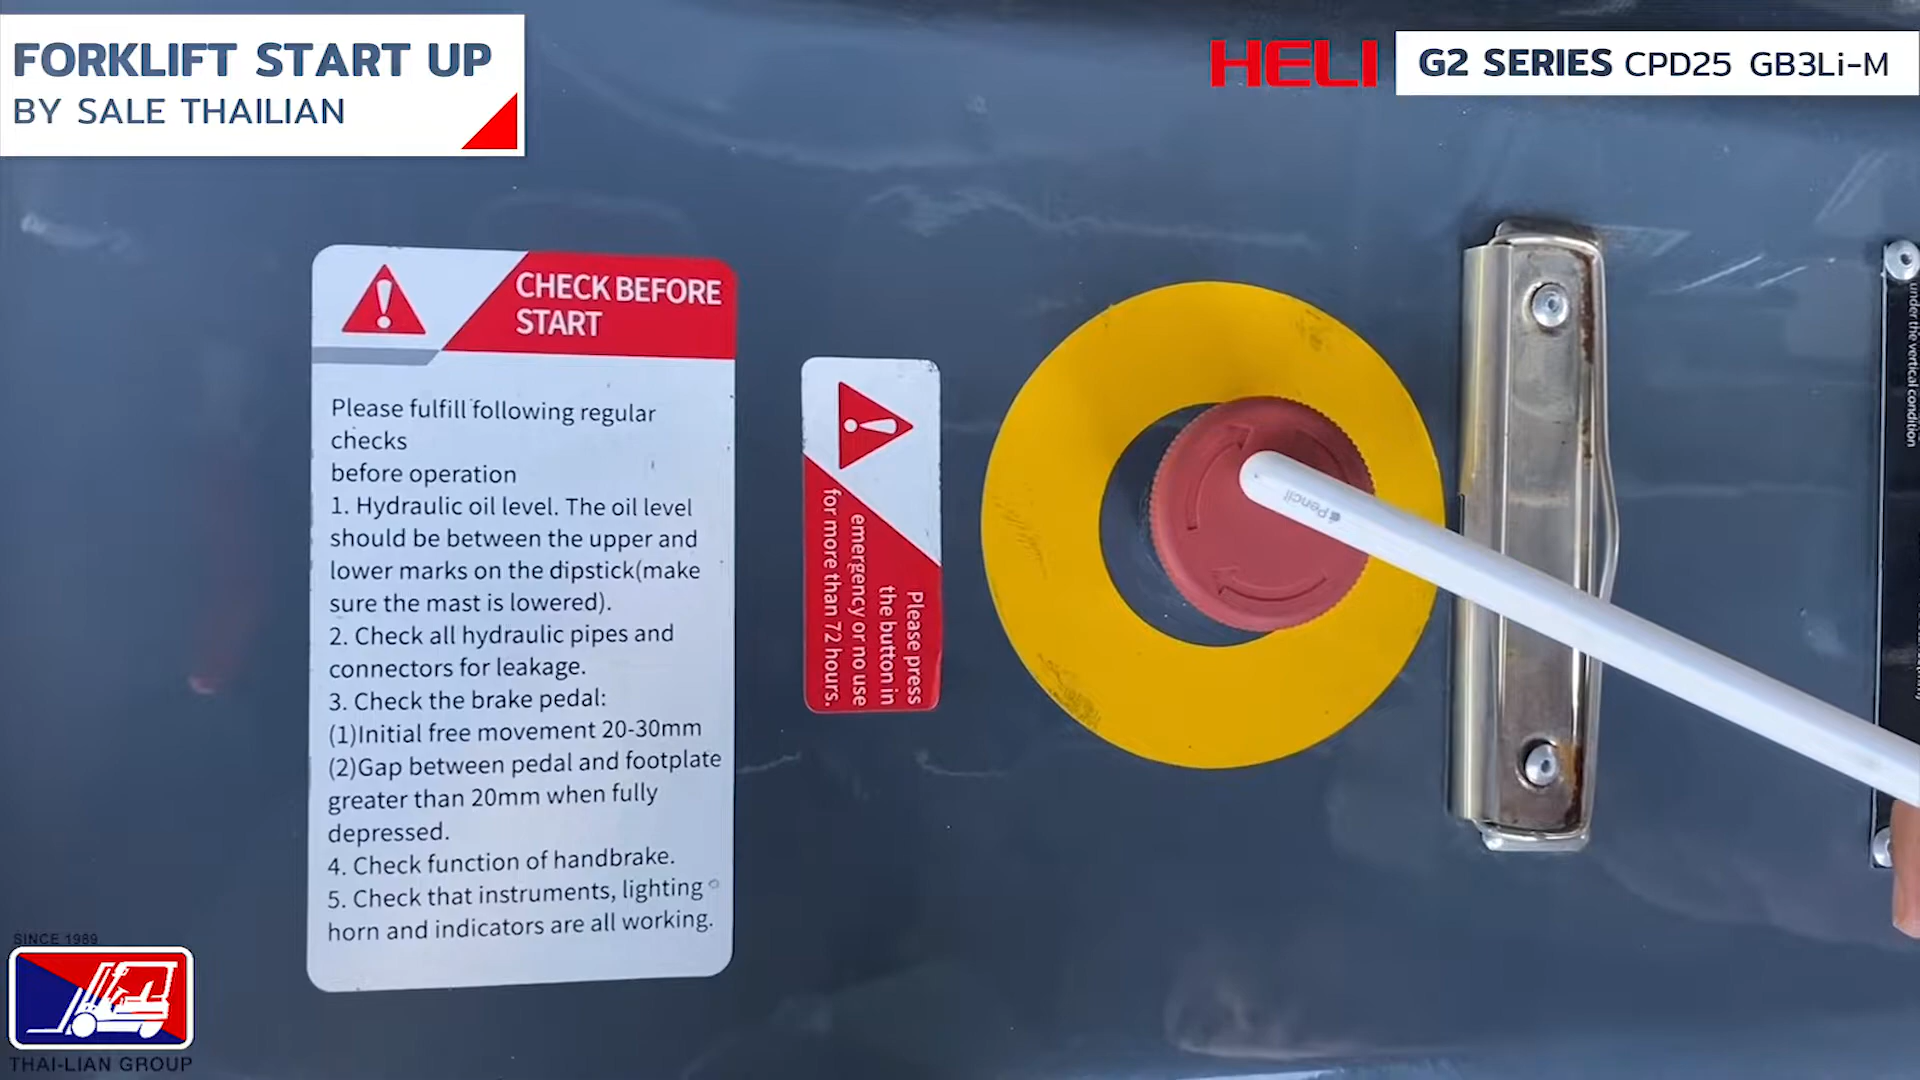 FORKLIFT START UP
BY SALE THAILIAN
HELI
G2 SERIES CPD25 GB3Li-M
CHECK BEFORE
START
Please fulfill following regular
checks
before operation
1. Hydraulic oil level. The oil level
should be between the upper and
lower marks on the dipstick(make
sure the mast is lowered).
2. Check all hydraulic pipes and
connectors for leakage.
3. Check the brake pedal:
(1)Initial free movement 20-30mm
(2)Gap between pedal and footplate
greater than 20mm when fully
depressed.
4. Check function of handbrake.
5. Check that instruments, lighting
horn and indicators are all working.
Please press
the button in
emergency or no use
for more than 72 hours.
Pencil
under the vertical condition
SINCE 1989
THAI-LIAN GROUP